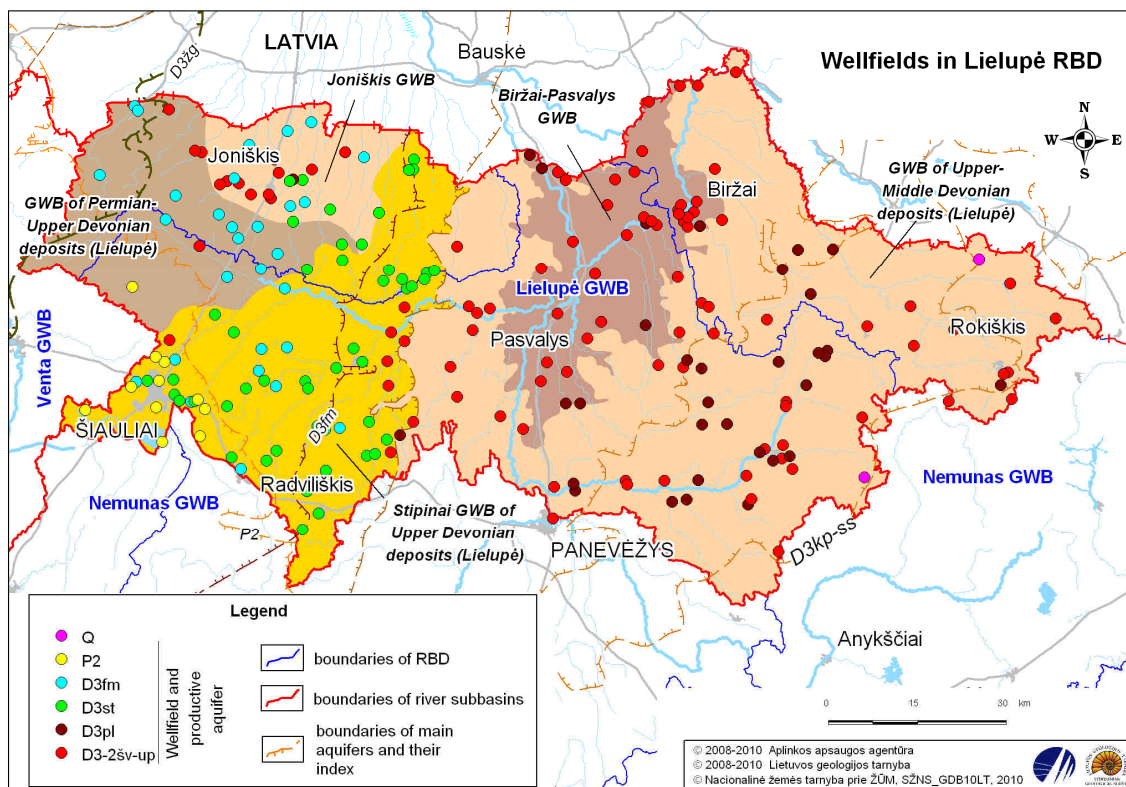 LATVIA
Wellfields in Lielupė RBD
Bauskė
Lielupė
D3žg
Joniškis GWB
Biržai-Pasvalys
GWB
N
W
E
S
Joniškis
Biržai
GWB of Upper-
Middle Devonian
deposits (Lielupė)
GWB of Permian-
Upper Devonian
deposits (Lielupė)
Lielupė GWB
Pasvalys
Rokiškis
Venta GWB
ŠIAULIAI
D3fm
Radviliškis
Nemunas GWB
Nemunas GWB
P2
Stipinai GWB of
Upper Devonian
deposits (Lielupė)
PANEVĖŽYS
D3kp-ss
Anykščiai
Legend
Q
P2
D3fm
D3st
D3pl
D3-2šv-up
Wellfield and
productive
aquifer
boundaries of RBD
boundaries of river subbasins
boundaries of main
aquifers and their
index
0 15 30 km
© 2008-2010 Aplinkos apsaugos agentūra
© 2008-2010 Lietuvos geologijos tarnyba
© Nacionalinė žemės tarnyba prie ŽŪM, SŽNS_GDB10LT, 2010